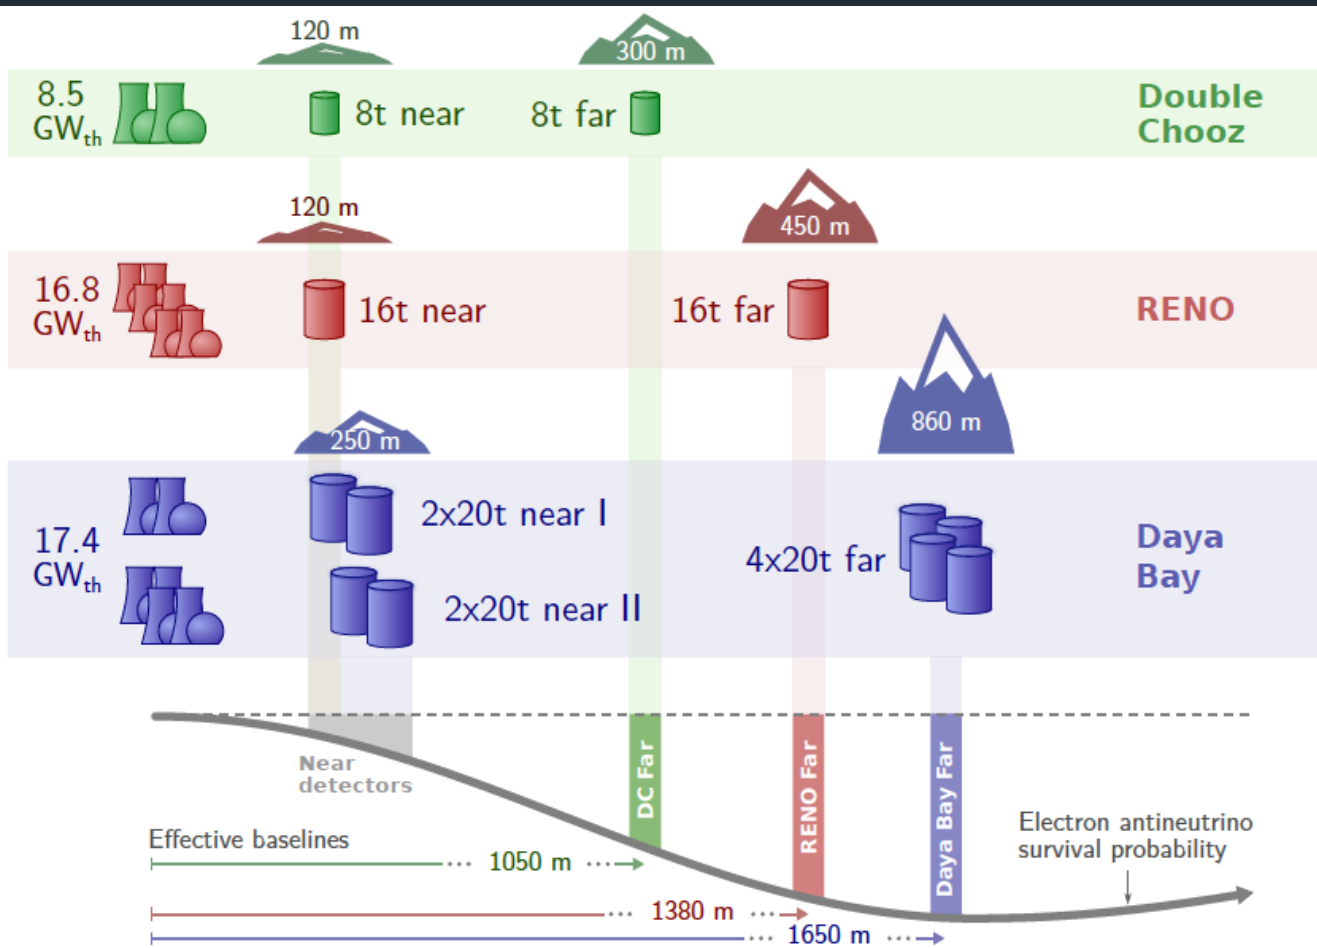 120 m
300 m
8.5
GWth
8t near
8t far
Double
Chooz
120 m
450 m
16.8
GWth
16t near
16t far
RENO
250 m
860 m
17.4
GWth
2x20t near I
2x20t near II
4x20t far
Daya
Bay
Near
detectors
DC Far
RENO Far
Daya Bay Far
Electron antineutrino
survival probability
Effective baselines
1050 m
1380 m
1650 m